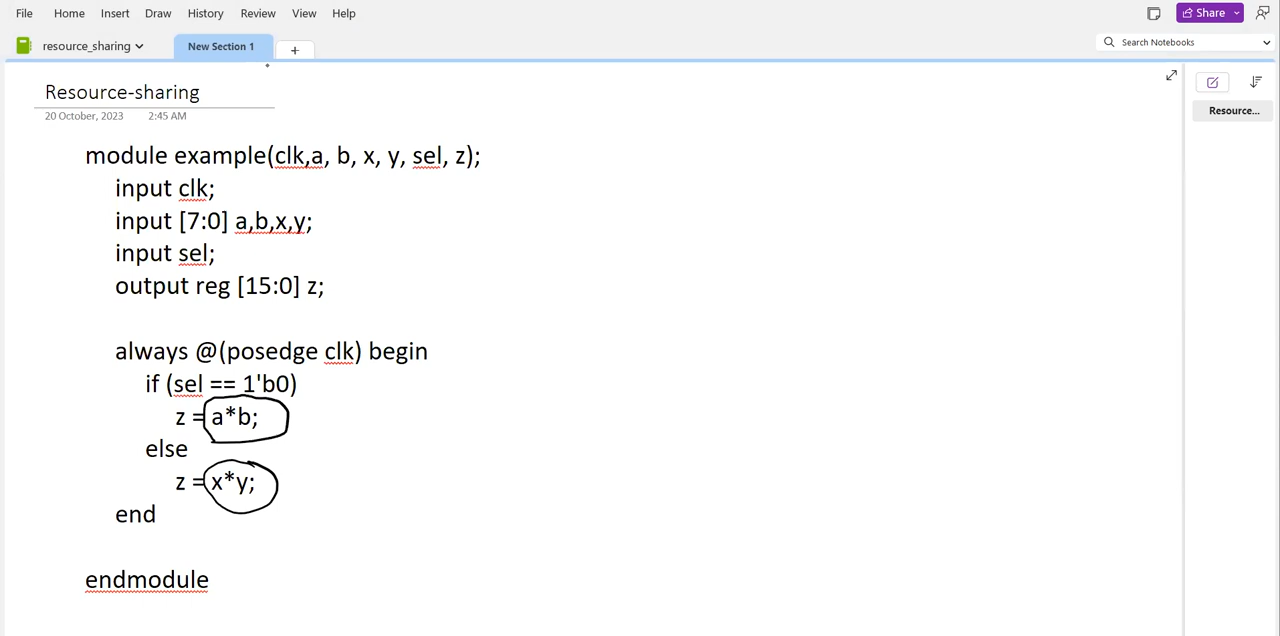 File Home Insert Draw History Review View Help Share
resource_sharing New Section 1 + Search Notebooks
Resource-sharing
20 October, 2023 2:45 AM
Resource...
module example(clk,a, b, x, y, sel, z);
input clk;
input [7:0] a,b,x,y;
input sel;
output reg [15:0] z;
always @(posedge clk) begin
if (sel == 1'b0)
z = a*b;
else
z = x*y;
end
endmodule